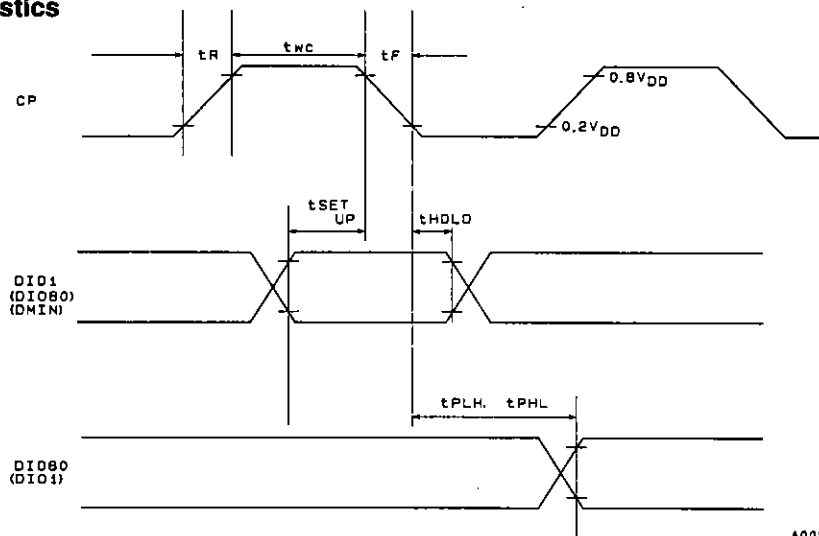 stics
tR
twc
tF
CP
0.8VDD
0.2VDD
tSET
UP
tHOLD
DIO1
(DIO80)
(DMIN)
tPLH. tPHL
DIO80
(DIO1)